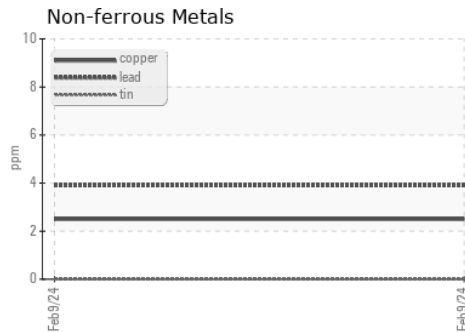 Non-ferrous Metals
10
copper
lead
tin
8
6
ppm
4
2
0
Feb9/24
Feb9/24